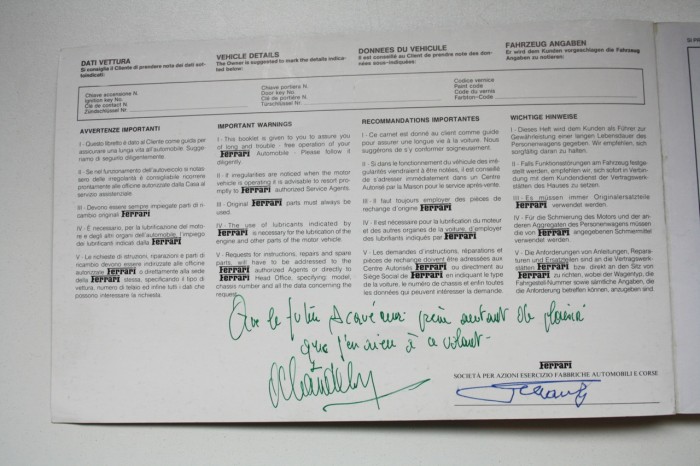 DATI VETTURA
Si consiglia il Cliente di prendere nota dei dati sottoindicati:
VEHICLE DETAILS
The Owner is supposed to mark the details indicated below:
DONNEES DU VEHICULE
Il est conseillé au Client de prendre note des données sous-indiquées:
FAHRZEUG ANGABEN
Er wird dem Kunden vorgeschlagen die Fahrzeug Angaben zu notieren:
Chiave accensione N.
Ignition key No.
Clé de contact N.
Zündschlüssel Nr
Chiave portiera N.
Door key No.
Clé de portière N.
Türschlüssel Nr
Codice vernice
Paint code
Code du vernis
Farbton-Code
AVVERTENZE IMPORTANTI
I - Questo libretto è dato al Cliente come guida per
assicurare una lunga vita all'automobile. Suggeriamo
di seguirlo diligentemente.
II - Se nel funzionamento dell'autoveicolo si notassero
delle irregolarità è consigliabile ricorrere
prontamente alle officine autorizzate dalla Casa al
servizio assistenziale.
III - Devono essere sempre impiegate parti di ricambio
originali Ferrari
IV - È necessario, per la lubrificazione del motore
e degli altri organi dell'automobile, l'impiego
dei lubrificanti indicati dalla Ferrari
V - Le richieste di istruzioni, riparazioni e parti di
ricambio devono essere indirizzate alle officine
autorizzate Ferrari o direttamente alla sede
della Ferrari stessa, specificando il tipo della
vettura, numero di telaio ed infine tutti i dati che
possono interessare la richiesta.
IMPORTANT WARNINGS
I - This booklet is given to you to assure you
of long and trouble - free operation of your
Ferrari Automobile - Please follow it
diligently.
II - If irregularities are noticed when the motor
vehicle is operating it is advisable to resort promptly
to Ferrari authorized Service Agents.
III - Original Ferrari parts must always be
used.
IV - The use of lubricants indicated by
Ferrari is necessary for the lubrication of the
engine and other parts of the motor vehicle.
V - Requests for instructions, repairs and spare
parts, will have to be addressed to the
Ferrari authorized Agents or directly to
Ferrari Head Office, specifying: model,
chassis number and all the data concerning the
request.
RECOMMANDATIONS IMPORTANTES
I - Ce carnet est donné au client comme guide
pour assurer une longue vie à la voiture. Nous
suggérons de s'y conformer soigneusement.
II - Si dans le fonctionnement du véhicule des irrégularités
viendraient à être notées, il est conseillé
de s'adresser immédiatement dans un Centre
Autorisé par la Maison pour le service après-vente.
III - Il faut toujours employer des pièces de
rechange d'origine Ferrari
IV - Il est nécessaire pour la lubrification du moteur
et des autres organes de la voiture, d'employer
des lubrifiants indiqués par Ferrari
V - Les demandes d'instructions, réparations et
pièces de rechange doivent être adressées aux
Centre Autorisés Ferrari ou directment au
Siège Social de Ferrari en indiquant le type
de la voiture, le numéro de chassis et enfin toutes
les données qui peuvent intéresser la demande.
WICHTIGE HINWEISE
I - Dieses Heft wird dem Kunden als Führer zur
Gewährleistung einer langen Lebensdauer des
Personenwagens gegeben. Wir empfehlen, sich
sorgfältig daran zu halten.
II - Falls Funktionsstörungen am Fahrzeug festgestellt
werden, empfehlen wir, sich sofort in Verbindung
mit den Kundendienst der Vertragswerkstätten
des Hauses zu setzen.
III - Es müssen immer Originalersatzteile
Ferrari verwendet werden.
IV - Für die Schmierung des Motors und der anderen
Aggregaten des Personenwagens müssen
die von Ferrari angegebenen Schmiermittel
verwendet werden.
V - Die Anforderungen von Anleitungen, Reparaturen
und Ersatzteilen sind an die Vertragswerkstätten
Ferrari bzw. direkt an den Sitz von
Ferrari zu richten, wobei der Wagentyp, die
Fahrgestell-Nummer sowie sämtliche Angaben, die
die Anforderung betreffen können, anzugeben sind.
Que le futur acquéreur prenne autant de plaisir
que j'en ai eu à ce volant-
Ferrari
SOCIETÀ PER AZIONI ESERCIZIO FABBRICHE AUTOMOBILI E CORSE